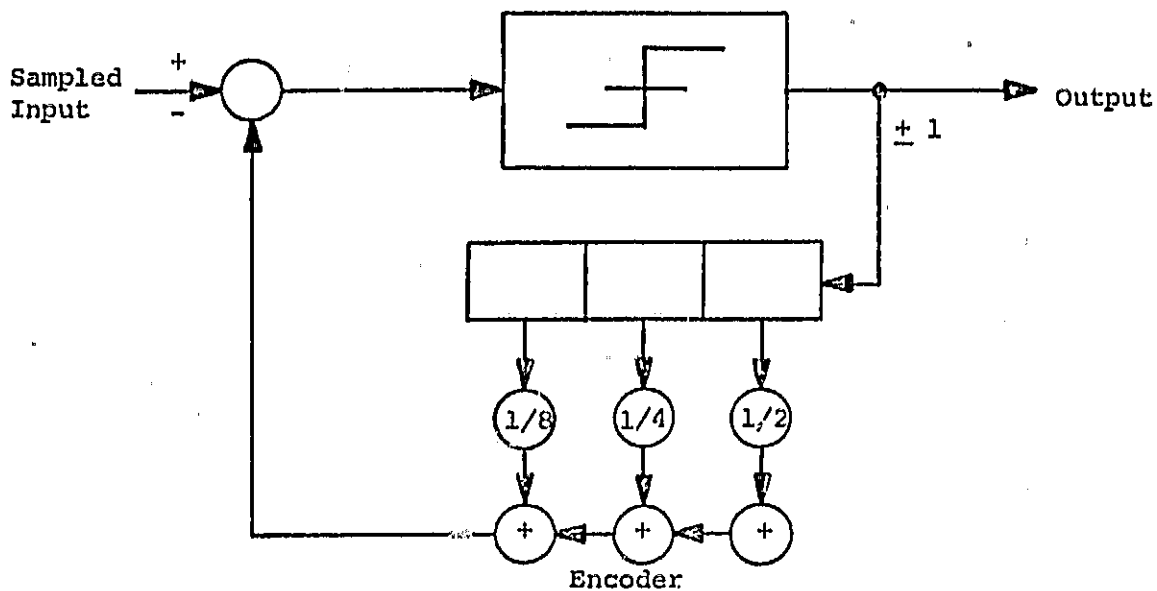 Sampled
Input
+
-
Output
± 1
1/8
1/4
1/2
+
+
+
Encoder